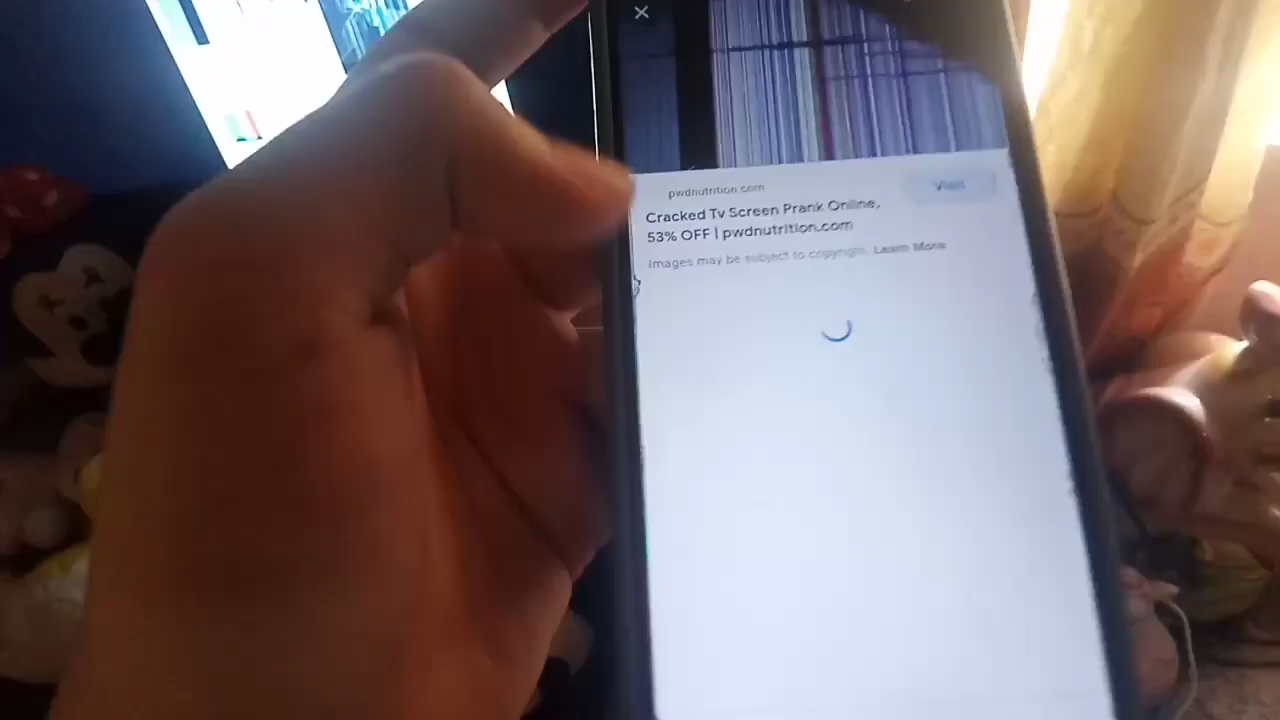 pwdnutrition.com
Visit
Cracked Tv Screen Prank Online,
53% OFF | pwdnutrition.com
Images may be subject to copyright. Learn More